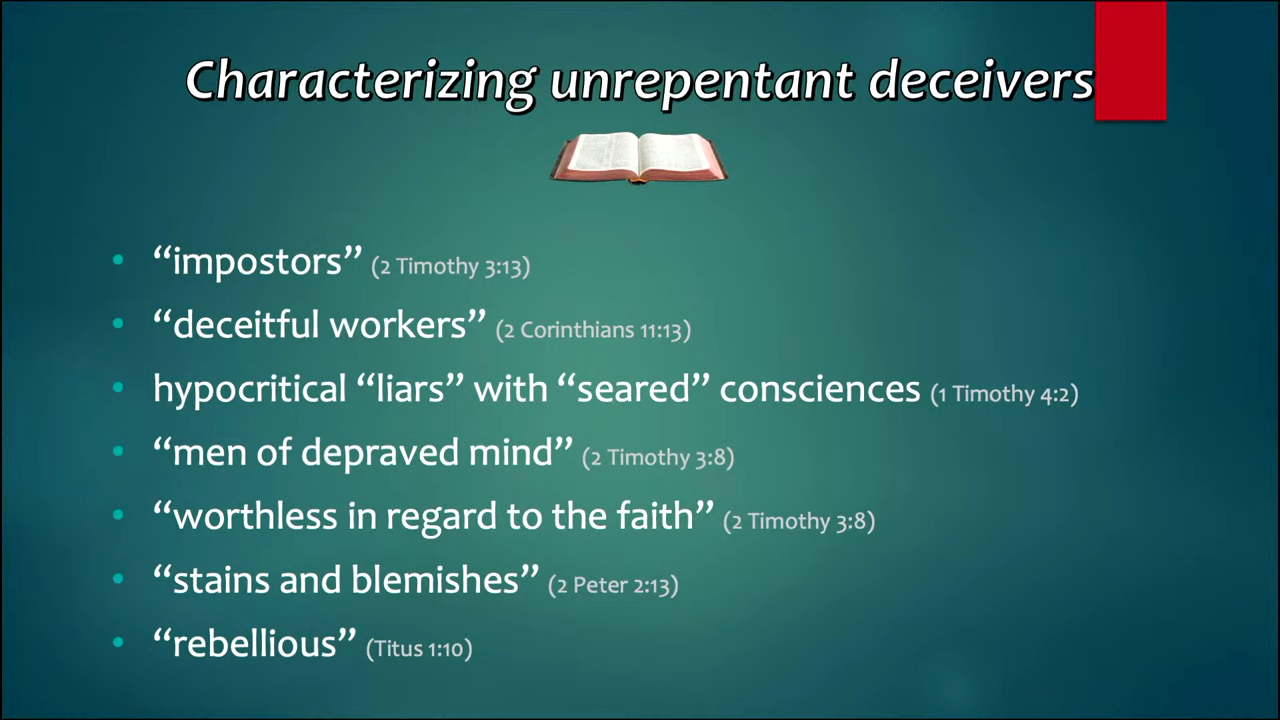 Characterizing unrepentant deceivers
• “impostors” (2 Timothy 3:13)
• “deceitful workers” (2 Corinthians 11:13)
• hypocritical “liars” with “seared” consciences (1 Timothy 4:2)
• “men of depraved mind” (2 Timothy 3:8)
• “worthless in regard to the faith” (2 Timothy 3:8)
• “stains and blemishes” (2 Peter 2:13)
• “rebellious” (Titus 1:10)